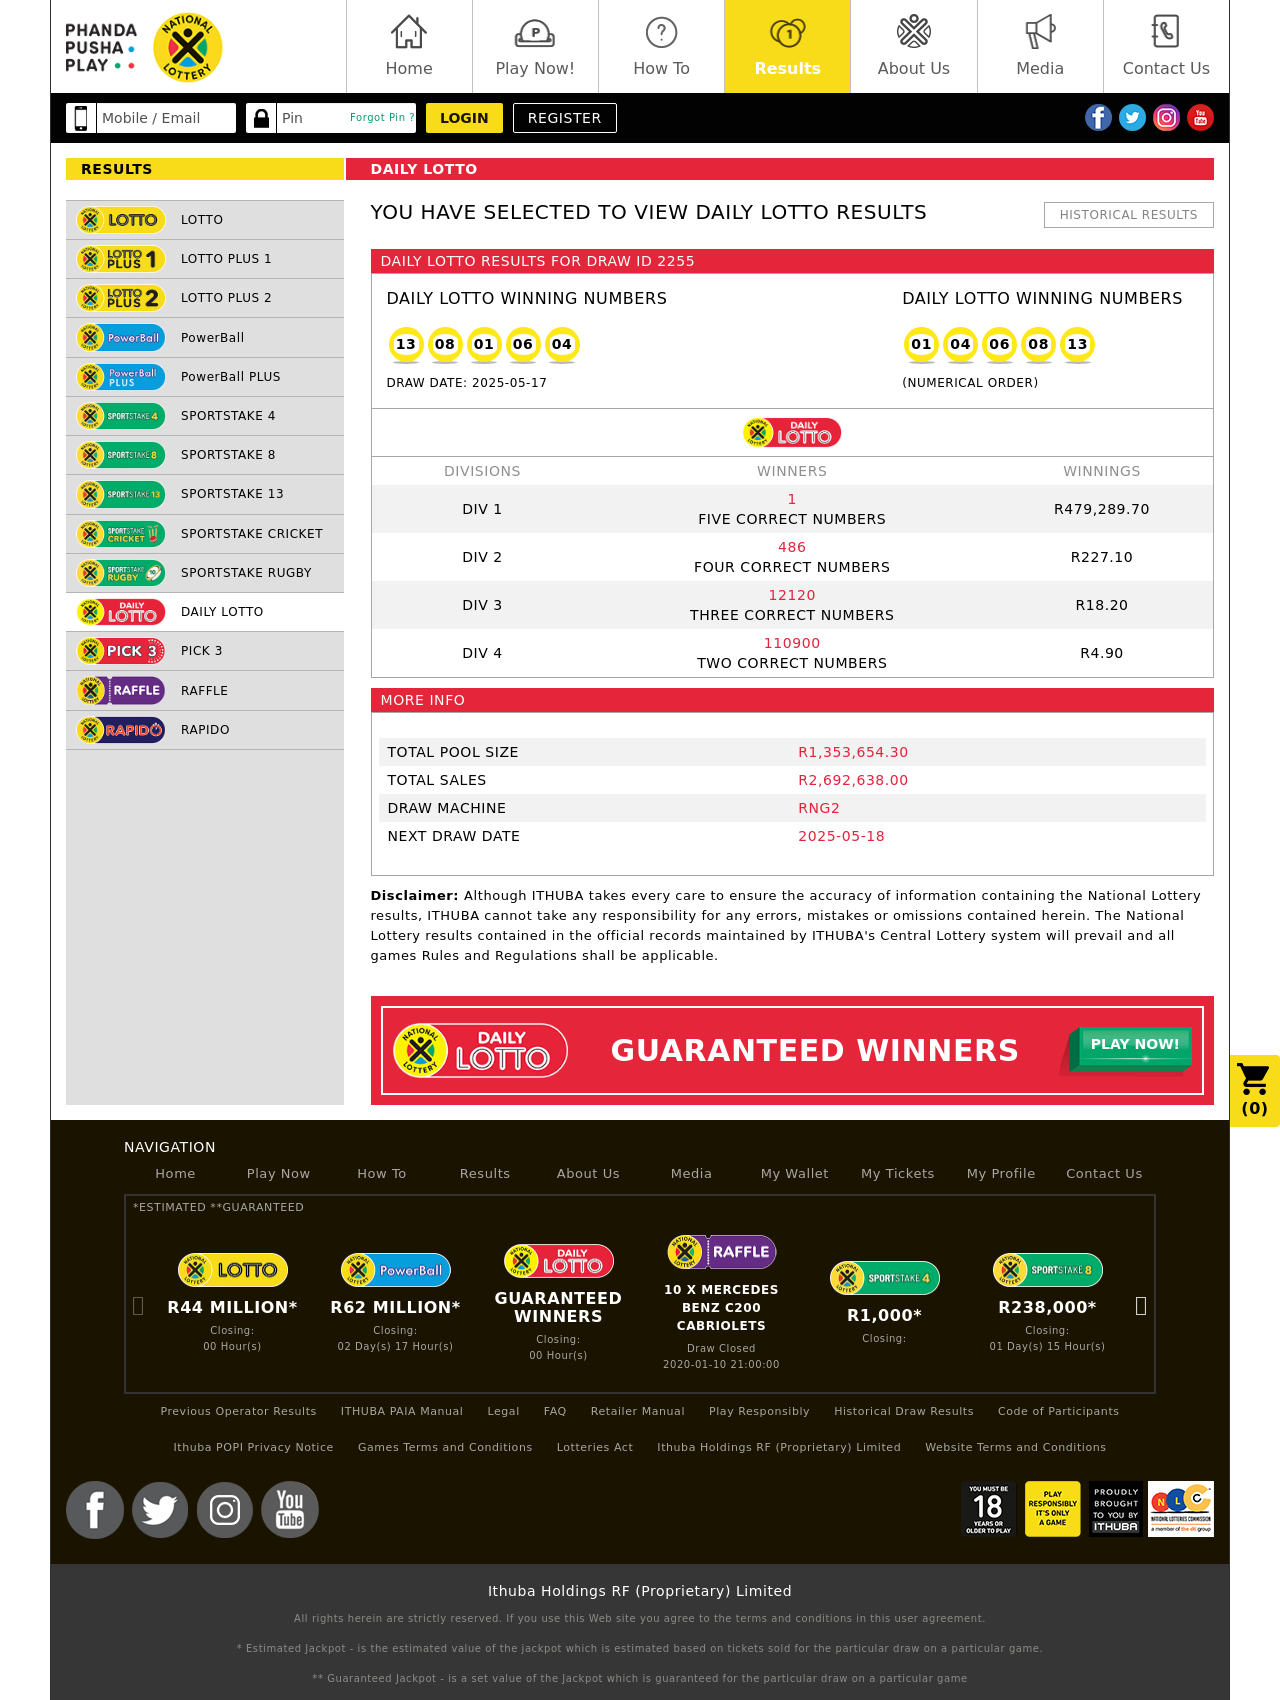 PHANDA
PUSHA
PLAY
NATIONAL
LOTTERY
Home
Play Now!
How To
Results
About Us
Media
Contact Us
Mobile / Email
Pin
Forgot Pin ?
LOGIN
REGISTER
RESULTS
DAILY LOTTO
LOTTO
LOTTO
LOTTO PLUS 1
LOTTO PLUS 1
LOTTO PLUS 2
LOTTO PLUS 2
PowerBall
PowerBall
PowerBall PLUS
PowerBall PLUS
SPORTSTAKE 4
SPORTSTAKE 4
SPORTSTAKE 8
SPORTSTAKE 8
SPORTSTAKE 13
SPORTSTAKE 13
SPORTSTAKE CRICKET
SPORTSTAKE CRICKET
SPORTSTAKE RUGBY
SPORTSTAKE RUGBY
DAILY LOTTO
DAILY LOTTO
PICK 3
PICK 3
RAFFLE
RAFFLE
RAPIDO
RAPIDO
YOU HAVE SELECTED TO VIEW DAILY LOTTO RESULTS
HISTORICAL RESULTS
DAILY LOTTO RESULTS FOR DRAW ID 2255
DAILY LOTTO WINNING NUMBERS
DAILY LOTTO WINNING NUMBERS
13 08 01 06 04
01 04 06 08 13
DRAW DATE: 2025-05-17
(NUMERICAL ORDER)
DAILY LOTTO
DIVISIONS WINNERS WINNINGS
DIV 1
1
FIVE CORRECT NUMBERS
R479,289.70
DIV 2
486
FOUR CORRECT NUMBERS
R227.10
DIV 3
12120
THREE CORRECT NUMBERS
R18.20
DIV 4
110900
TWO CORRECT NUMBERS
R4.90
MORE INFO
TOTAL POOL SIZE R1,353,654.30
TOTAL SALES R2,692,638.00
DRAW MACHINE RNG2
NEXT DRAW DATE 2025-05-18
Disclaimer: Although ITHUBA takes every care to ensure the accuracy of information containing the National Lottery
results, ITHUBA cannot take any responsibility for any errors, mistakes or omissions contained herein. The National
Lottery results contained in the official records maintained by ITHUBA's Central Lottery system will prevail and all
games Rules and Regulations shall be applicable.
NATIONAL
LOTTERY
DAILY
LOTTO
GUARANTEED WINNERS
PLAY NOW!
(0)
NAVIGATION
Home Play Now How To Results About Us Media My Wallet My Tickets My Profile Contact Us
*ESTIMATED **GUARANTEED
LOTTO
R44 MILLION*
Closing:
00 Hour(s)
PowerBall
R62 MILLION*
Closing:
02 Day(s) 17 Hour(s)
DAILY
LOTTO
GUARANTEED
WINNERS
Closing:
00 Hour(s)
RAFFLE
10 X MERCEDES
BENZ C200
CABRIOLETS
Draw Closed
2020-01-10 21:00:00
SPORTSTAKE 4
R1,000*
Closing:
SPORTSTAKE 8
R238,000*
Closing:
01 Day(s) 15 Hour(s)
Previous Operator Results ITHUBA PAIA Manual Legal FAQ Retailer Manual Play Responsibly Historical Draw Results Code of Participants
Ithuba POPI Privacy Notice Games Terms and Conditions Lotteries Act Ithuba Holdings RF (Proprietary) Limited Website Terms and Conditions
You
Tube
YOU MUST BE
18
YEARS OR
OLDER TO PLAY
PLAY
RESPONSIBLY
IT'S ONLY
A GAME
PROUDLY
BROUGHT
TO YOU BY
ITHUBA
NLC
NATIONAL LOTTERIES COMMISSION
a member of the dti group
Ithuba Holdings RF (Proprietary) Limited
All rights herein are strictly reserved. If you use this Web site you agree to the terms and conditions in this user agreement.
* Estimated Jackpot - is the estimated value of the jackpot which is estimated based on tickets sold for the particular draw on a particular game.
** Guaranteed Jackpot - is a set value of the Jackpot which is guaranteed for the particular draw on a particular game